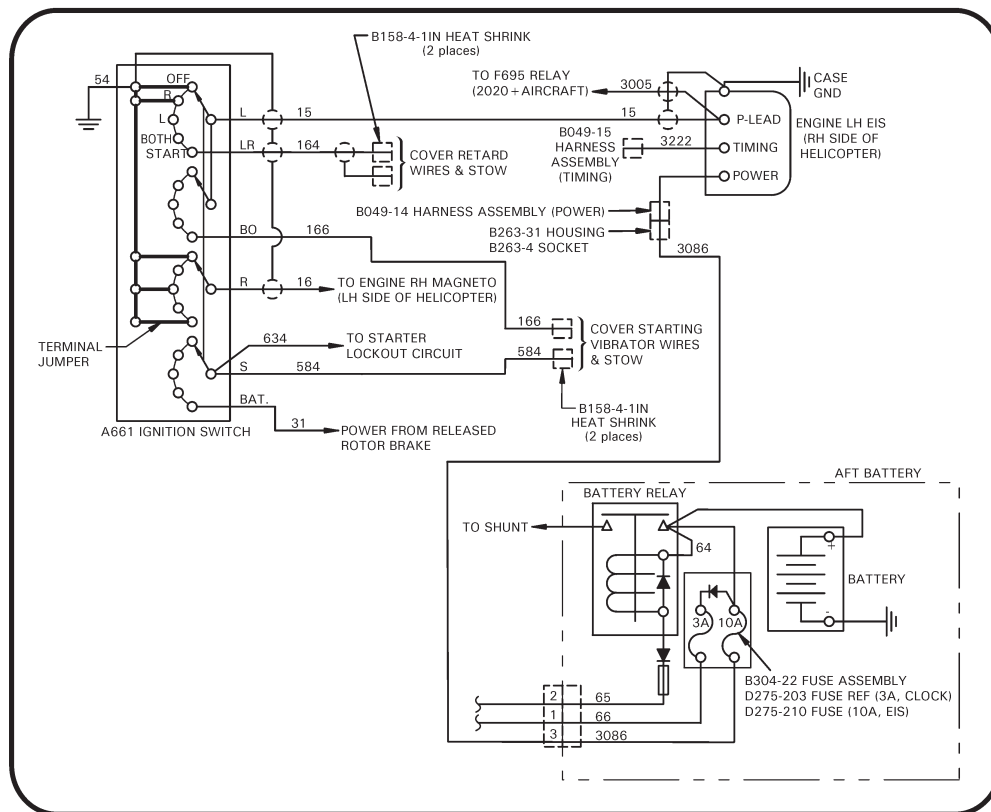 B158-4-1IN HEAT SHRINK
(2 places)
54
OFF
R
L
BOTH
START
L
15
LR
164
COVER RETARD
WIRES & STOW
TO F695 RELAY
(2020+AIRCRAFT)
3005
15
B049-15
HARNESS
ASSEMBLY
(TIMING)
3222
CASE
GND
P-LEAD
TIMING
POWER
ENGINE LH EIS
(RH SIDE OF
HELICOPTER)
B049-14 HARNESS ASSEMBLY (POWER)
B263-31 HOUSING
B263-4 SOCKET
3086
BO
166
R
16
TO ENGINE RH MAGNETO
(LH SIDE OF HELICOPTER)
TERMINAL
JUMPER
634
TO STARTER
LOCKOUT CIRCUIT
S
584
166
584
COVER STARTING
VIBRATOR WIRES
& STOW
B158-4-1IN
HEAT SHRINK
(2 places)
BAT.
31
POWER FROM RELEASED
ROTOR BRAKE
A661 IGNITION SWITCH
AFT BATTERY
BATTERY RELAY
TO SHUNT
64
+
BATTERY
-
3A
10A
B304-22 FUSE ASSEMBLY
D275-203 FUSE REF (3A, CLOCK)
D275-210 FUSE (10A, EIS)
2
65
1
66
3
3086